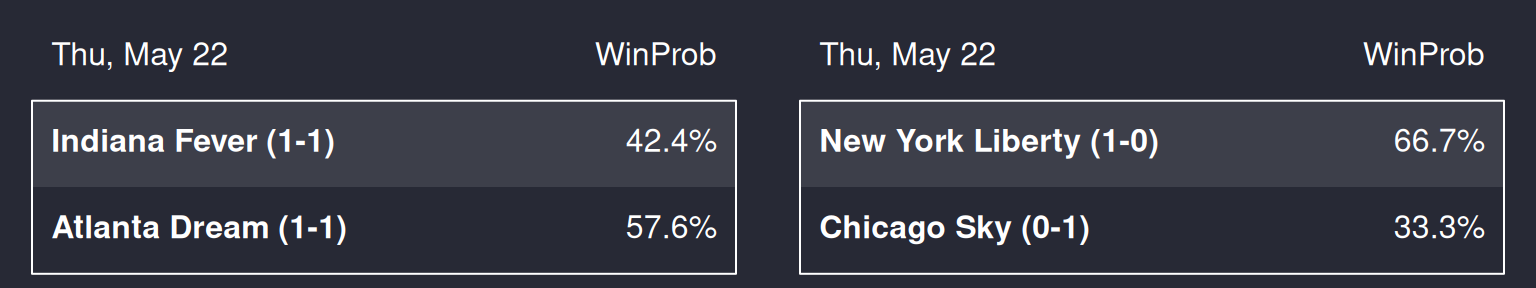 Thu, May 22 WinProb
Indiana Fever (1-1) 42.4%
Atlanta Dream (1-1) 57.6%
Thu, May 22 WinProb
New York Liberty (1-0) 66.7%
Chicago Sky (0-1) 33.3%